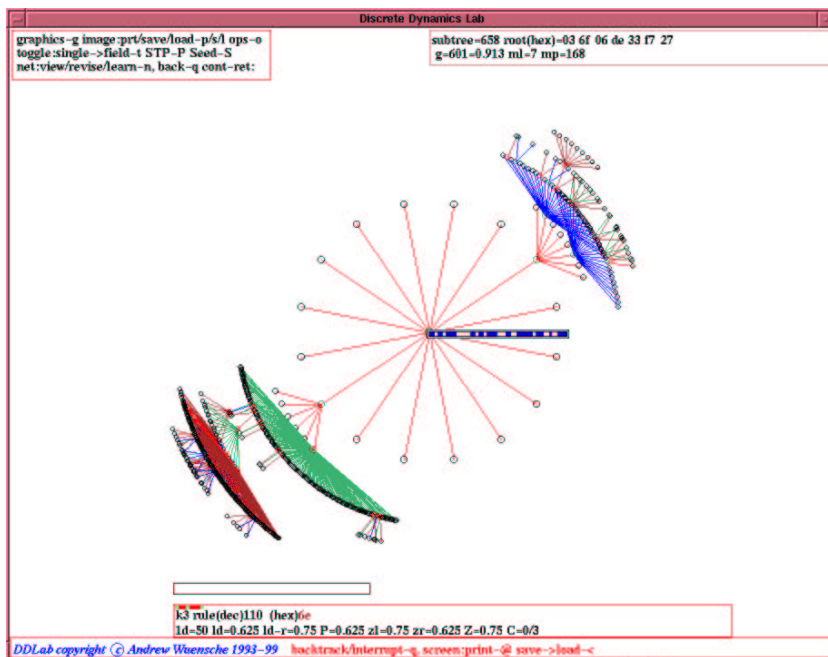 Discrete Dynamics Lab
graphics-g image:prt/save/load-p/s/l ops-o
toggle:single->field-t STP-P Seed-S
net:view/revise/learn-n, back-q cont-ret:
subtree=658 root(hex)=03 6f 06 de 33 f7 27
g=601=0.913 ml=7 mp=168
k3 rule(dec)110 (hex)6e
ld=50 ld=0.625 ld-r=0.75 P=0.625 zl=0.75 zr=0.625 Z=0.75 C=0/3
DDLab copyright © Andrew Wuensche 1993-99 backtrack/interrupt-q, screen:print-@ save->load-<